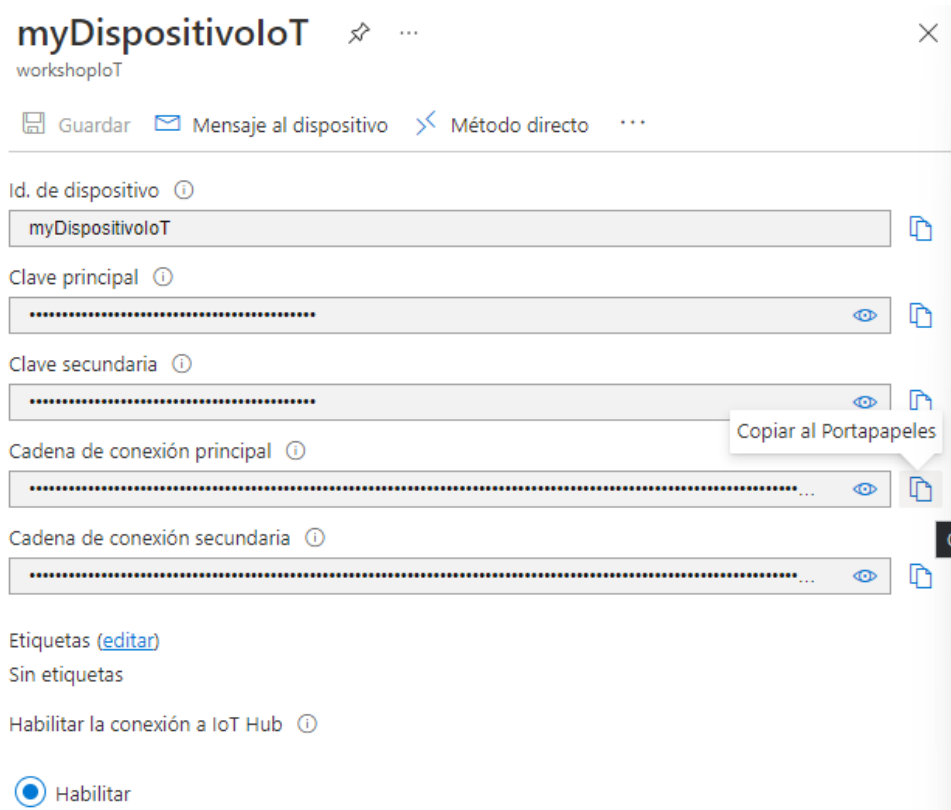 myDispositivoIoT ...
workshopIoT
Guardar Mensaje al dispositivo Método directo ...
Id. de dispositivo
myDispositivoIoT
Clave principal
••••••••••••••••••••••••••••••••••••••••••••
Clave secundaria
••••••••••••••••••••••••••••••••••••••••••••
Copiar al Portapapeles
Cadena de conexión principal
••••••••••••••••••••••••••••••••••••••••••••••••••••••••••••••••••••••••••••••••••••••••••••••••••••••••••••••••••••••...
Cadena de conexión secundaria
••••••••••••••••••••••••••••••••••••••••••••••••••••••••••••••••••••••••••••••••••••••••••••••••••••••••••••••••••••••...
Etiquetas (editar)
Sin etiquetas
Habilitar la conexión a IoT Hub
Habilitar